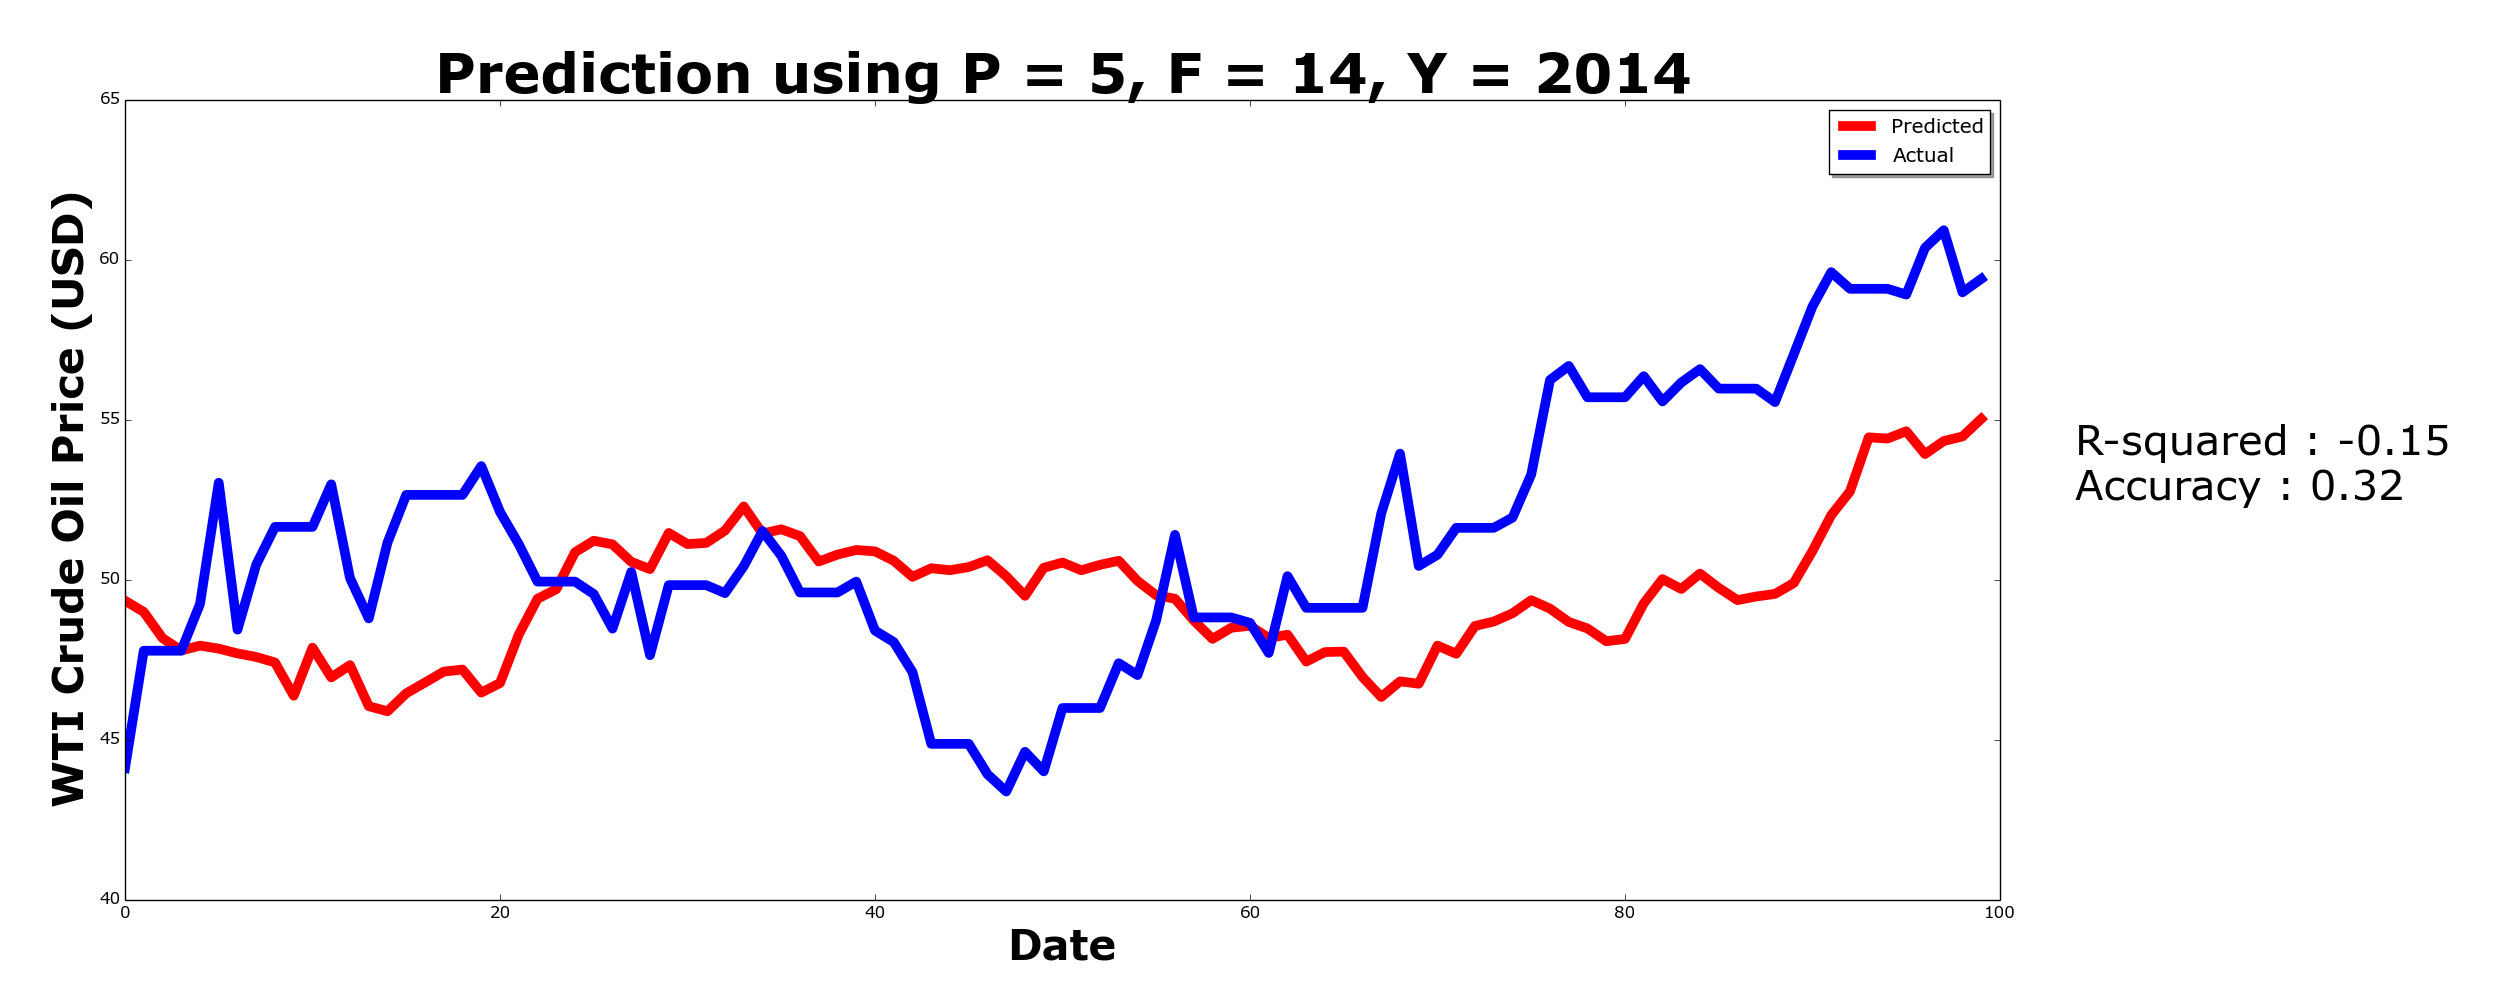 Prediction using P = 5, F = 14, Y = 2014
WTI Crude Oil Price (USD)
65
60
55
50
45
40
0 20 40 60 80 100
Date
Predicted
Actual
R-squared : -0.15
Accuracy : 0.32